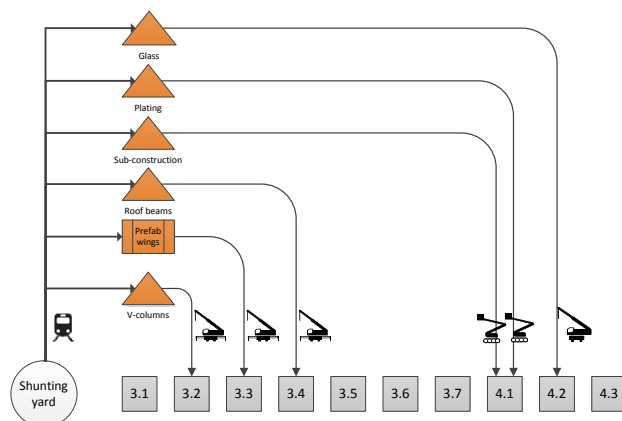 Glass
Plating
Sub-construction
Roof beams
Prefab
wings
V-columns
Shunting
yard
3.1 3.2 3.3 3.4 3.5 3.6 3.7 4.1 4.2 4.3